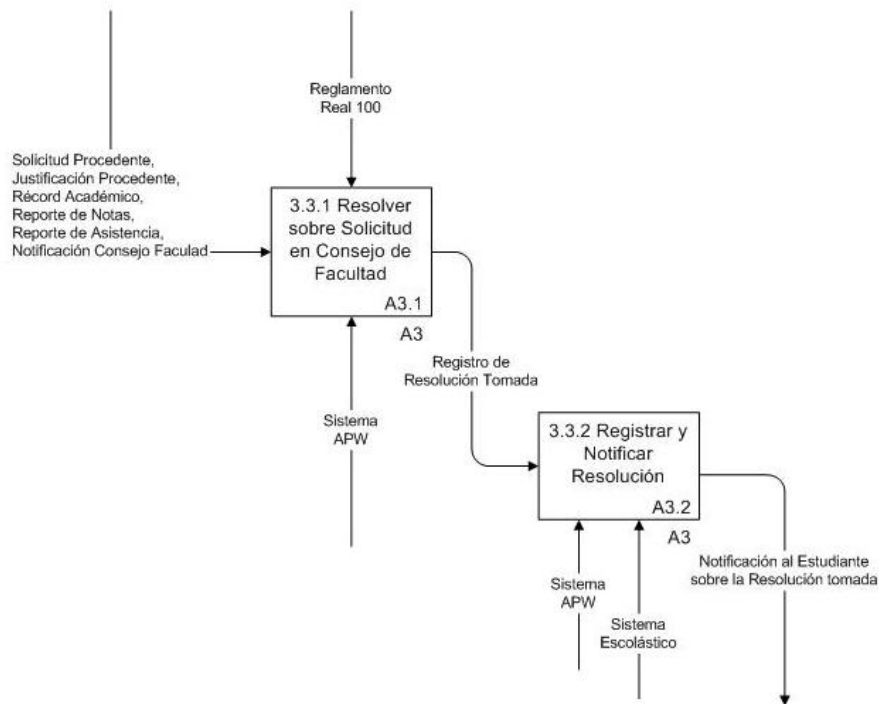 Reglamento
Real 100
Solicitud Procedente,
Justificación Procedente,
Récord Académico,
Reporte de Notas,
Reporte de Asistencia,
Notificación Consejo Faculad
3.3.1 Resolver
sobre Solicitud
en Consejo de
Facultad
A3.1
A3
Sistema
APW
Registro de
Resolución Tomada
3.3.2 Registrar y
Notificar
Resolución
A3.2
A3
Sistema
APW
Sistema
Escolástico
Notificación al Estudiante
sobre la Resolución tomada